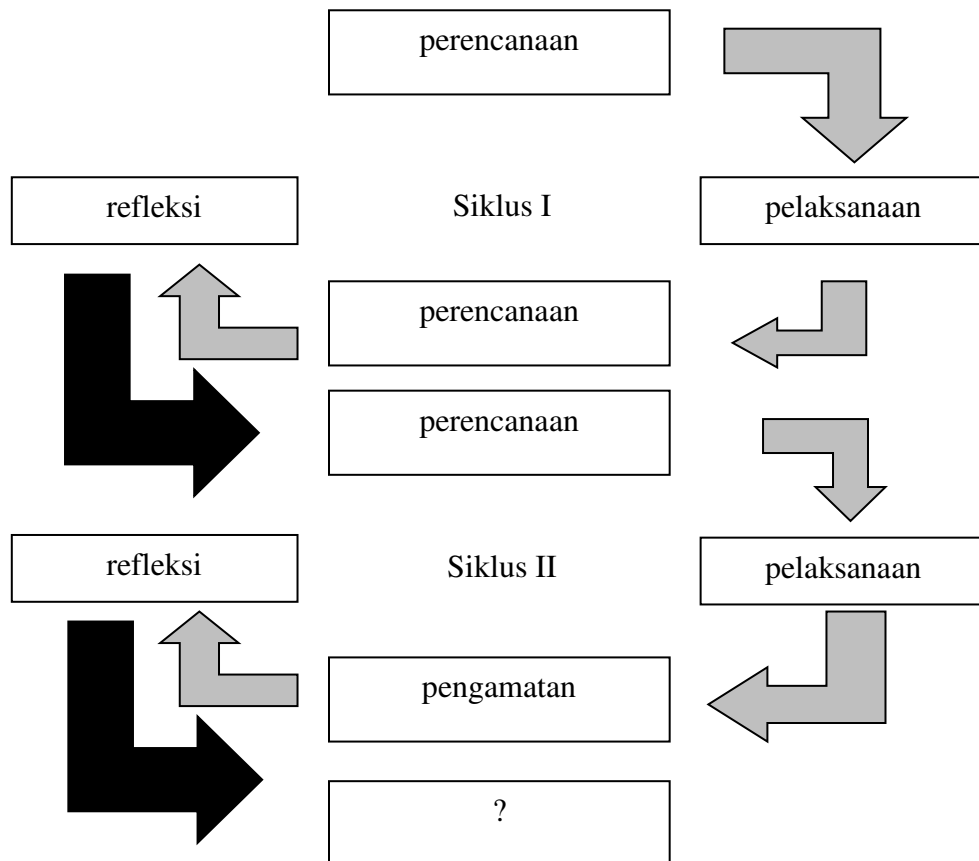 perencanaan
refleksi
Siklus I
pelaksanaan
perencanaan
perencanaan
refleksi
Siklus II
pelaksanaan
pengamatan
?